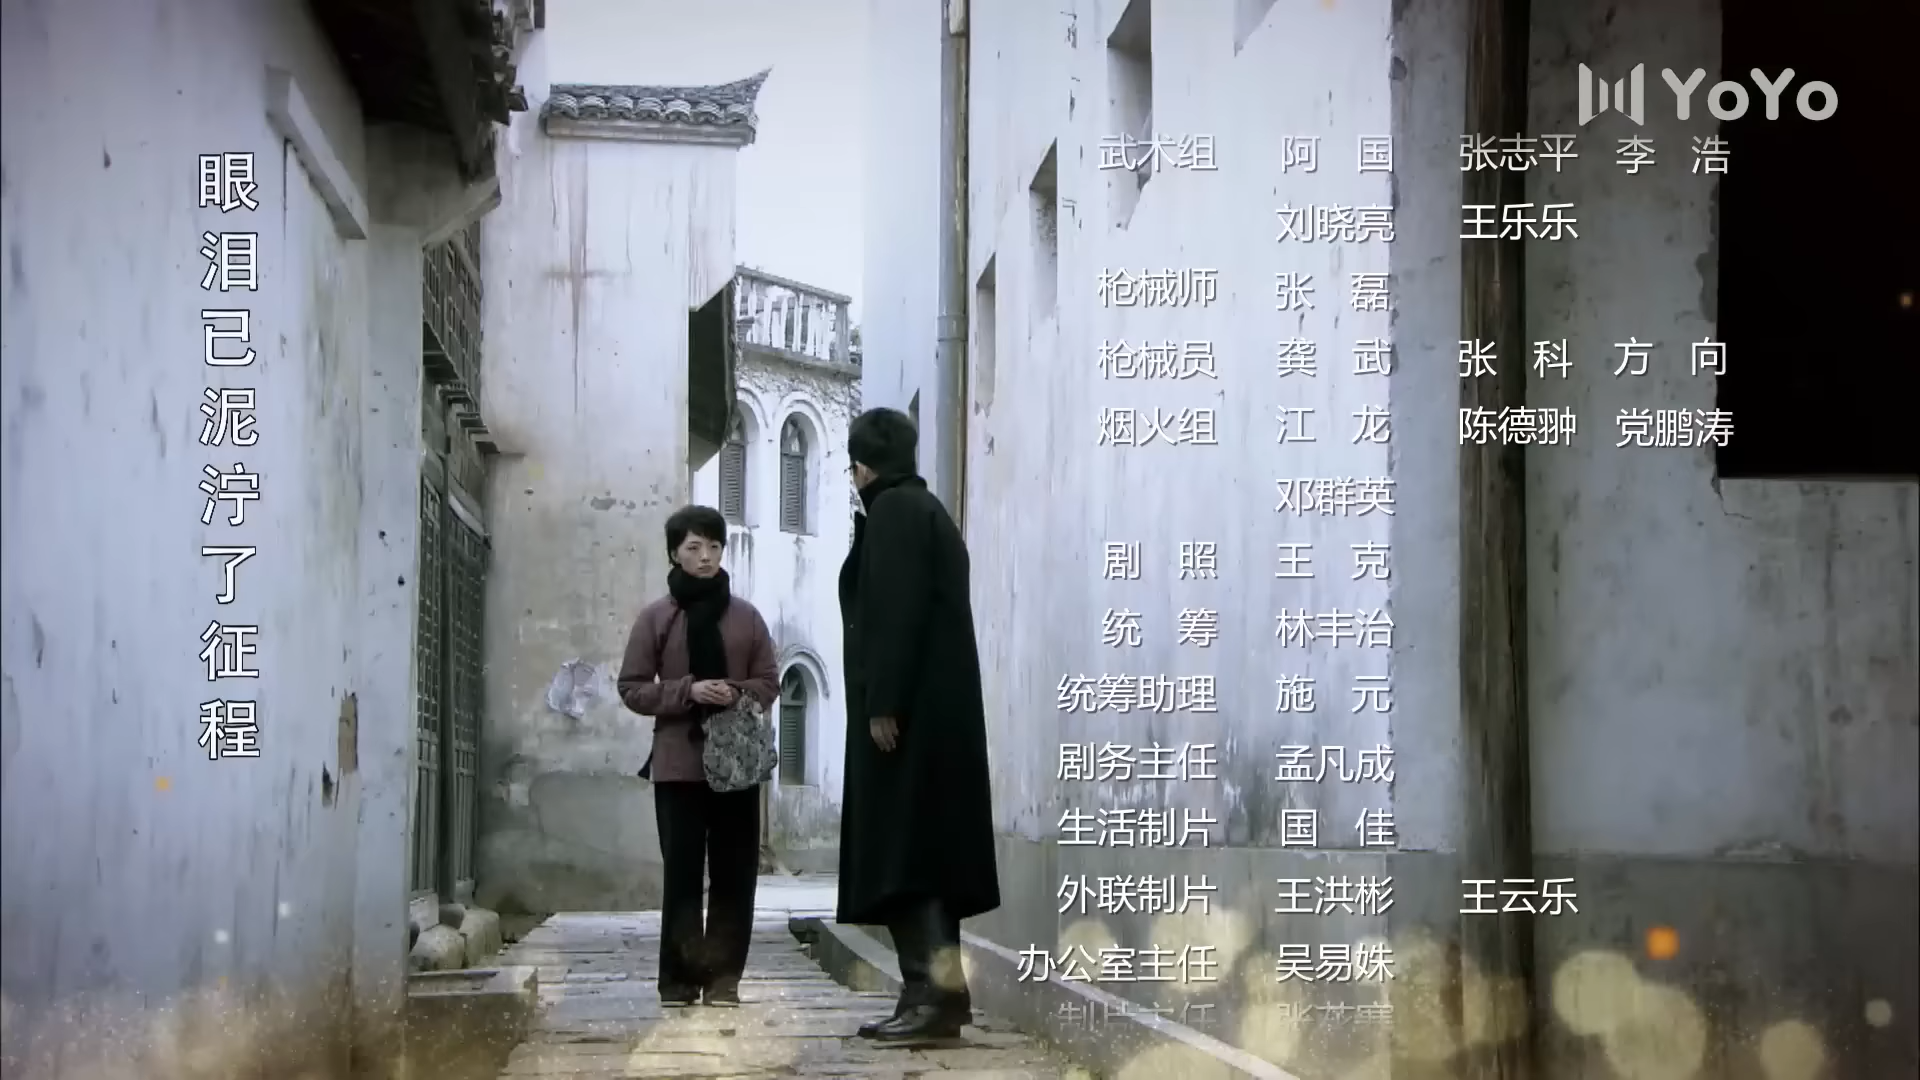 YoYo
眼泪已泥泞了征程
武术组 阿国 张志平 李浩
刘晓亮 王乐乐
枪械师 张磊
枪械员 龚武 张科 方向
烟火组 江龙 陈德翀 党鹏涛
邓群英
剧照 王克
统筹 林丰治
统筹助理 施元
剧务主任 孟凡成
生活制片 国佳
外联制片 王洪彬 王云乐
办公室主任 吴易姝
制片主任